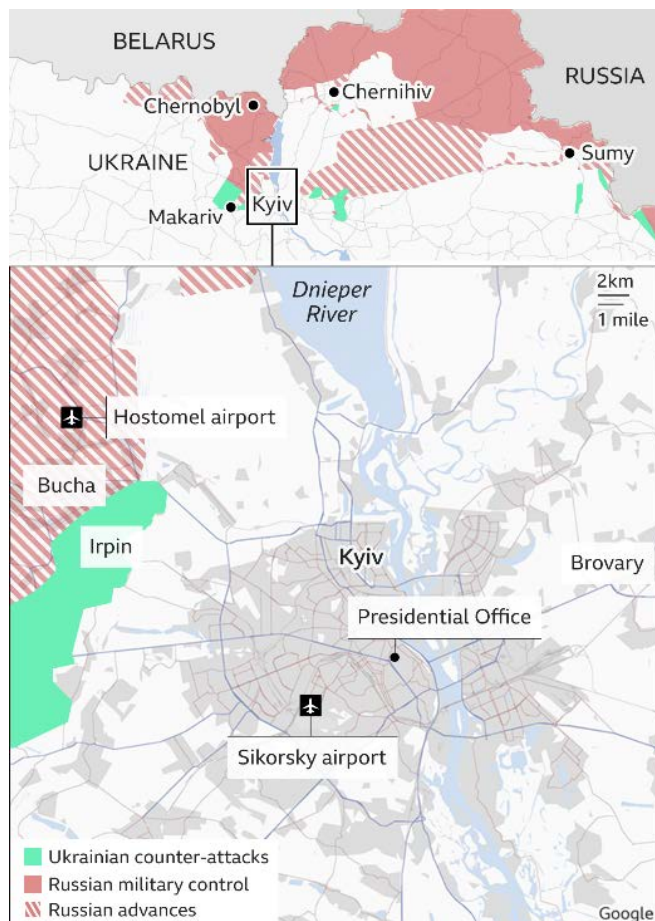 BELARUS
RUSSIA
Chernobyl
Chernihiv
UKRAINE
Sumy
Makariv
Kyiv
Dnieper
River
2km
1 mile
Hostomel airport
Bucha
Irpin
Kyiv
Brovary
Presidential Office
Sikorsky airport
Ukrainian counter-attacks
Russian military control
Russian advances
Google